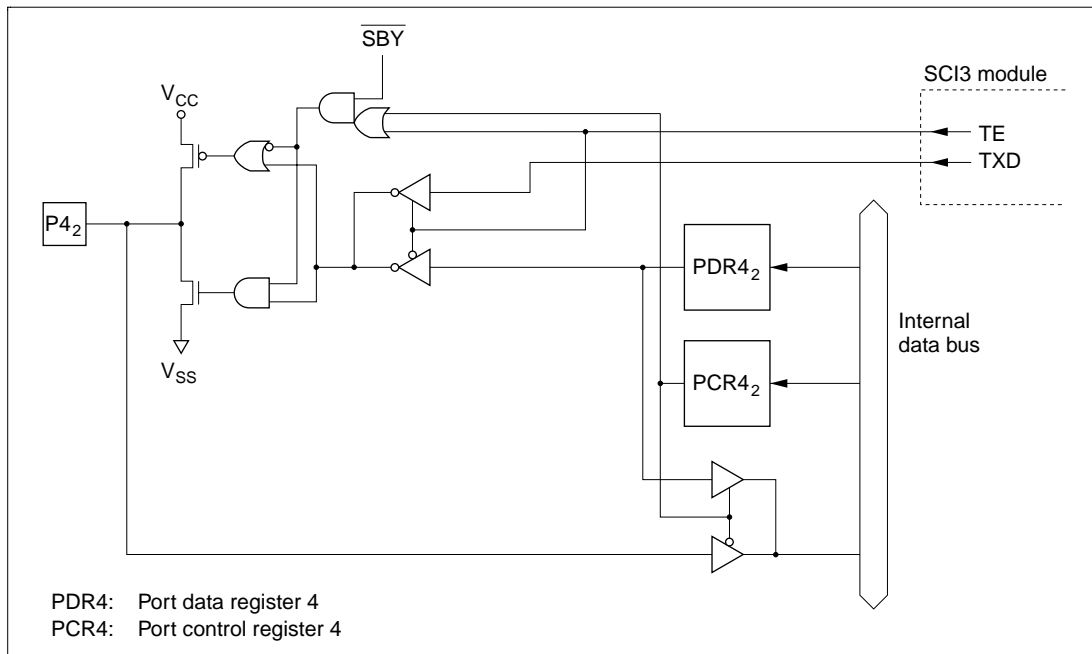 SBY
SCI3 module
VCC
TE
TXD
P42
PDR42
Internal
data bus
PCR42
VSS
PDR4: Port data register 4
PCR4: Port control register 4